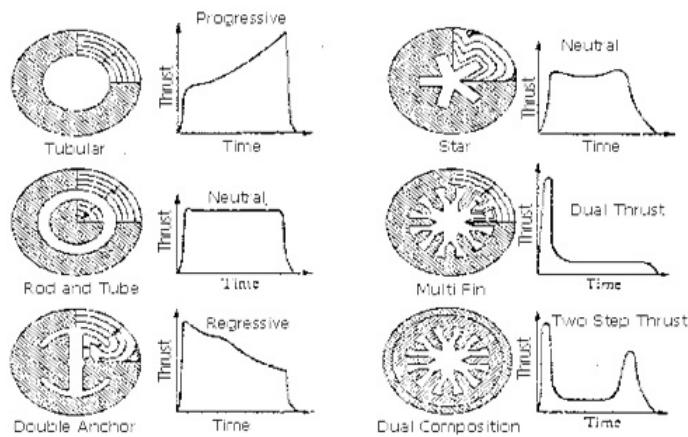 Progressive
Thrust
Tubular
Time
Neutral
Thrust
Star
Time
Neutral
Thrust
Rod and Tube
Time
Dual Thrust
Thrust
Multi Fin
Time
Regressive
Thrust
Double Anchor
Time
Two Step Thrust
Thrust
Dual Composition
Time